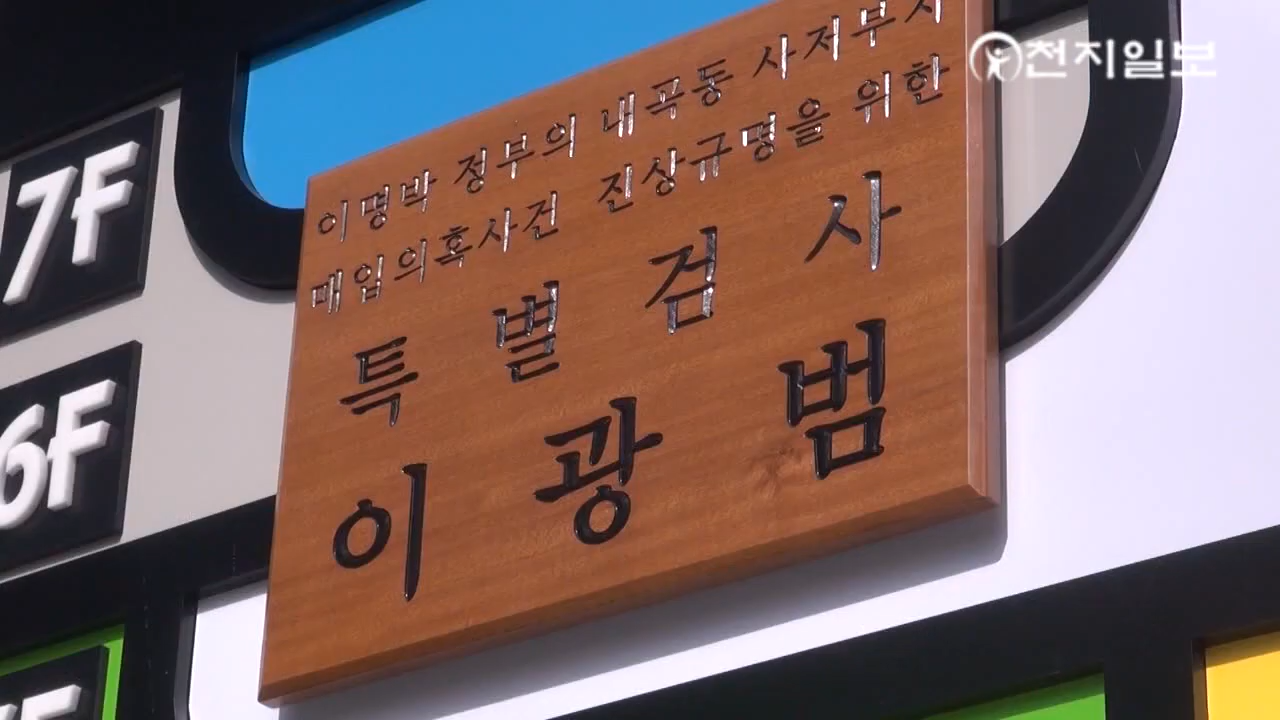 천지일보
이명박 정부의 내곡동 사저부지
매입의혹사건 진상규명을 위한
특별검사
이광범
7F
6F